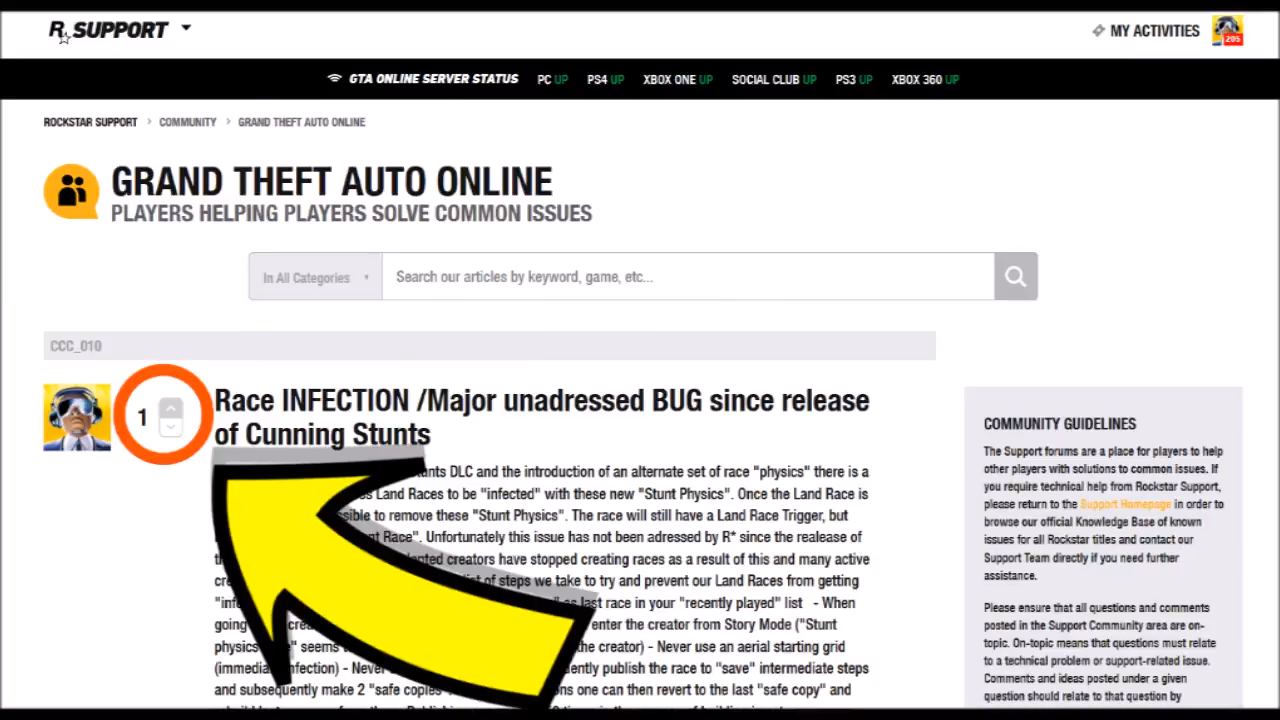 R SUPPORT
MY ACTIVITIES
205
GTA ONLINE SERVER STATUS PC UP PS4 UP XBOX ONE UP SOCIAL CLUB UP PS3 UP XBOX 360 UP
ROCKSTAR SUPPORT > COMMUNITY > GRAND THEFT AUTO ONLINE
GRAND THEFT AUTO ONLINE
PLAYERS HELPING PLAYERS SOLVE COMMON ISSUES
In All Categories
Search our articles by keyword, game, etc...
CCC_010
1
Race INFECTION /Major unadressed BUG since release
of Cunning Stunts
DLC and the introduction of an alternate set of race "physics" there is a
Land Races to be "infected" with these new "Stunt Physics". Once the Land Race is
to remove these "Stunt Physics". The race will still have a Land Race Trigger, but
Race". Unfortunately this issue has not been adressed by R* since the realease of
creators have stopped creating races as a result of this and many active
of steps we take to try and prevent our Land Races from getting
last race in your "recently played" list - When
going enter the creator from Story Mode ("Stunt
physics seems the creator) - Never use an aerial starting grid
(immedia infection) - Never publish the race to "save" intermediate steps
and subsequently make 2 "safe copies one can then revert to the last "safe copy" and
COMMUNITY GUIDELINES
The Support forums are a place for players to help
other players with solutions to common issues. If
you require technical help from Rockstar Support,
please return to the Support Homepage in order to
browse our official Knowledge Base of known
issues for all Rockstar titles and contact our
Support Team directly if you need further
assistance.
Please ensure that all questions and comments
posted in the Support Community area are on-
topic. On-topic means that questions must relate
to a technical problem or support-related issue.
Comments and ideas posted under a given
question should relate to that question by